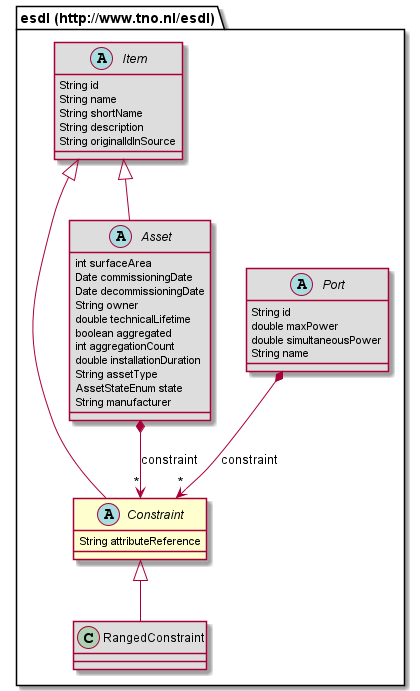 esdl (http://www.tno.nl/esdl)
A Item
String id
String name
String shortName
String description
String originalIdInSource
A Asset
int surfaceArea
Date commissioningDate
Date decommissioningDate
String owner
double technicalLifetime
boolean aggregated
int aggregationCount
double installationDuration
String assetType
AssetStateEnum state
String manufacturer
A Port
String id
double maxPower
double simultaneousPower
String name
constraint
constraint
*
*
A Constraint
String attributeReference
C RangedConstraint